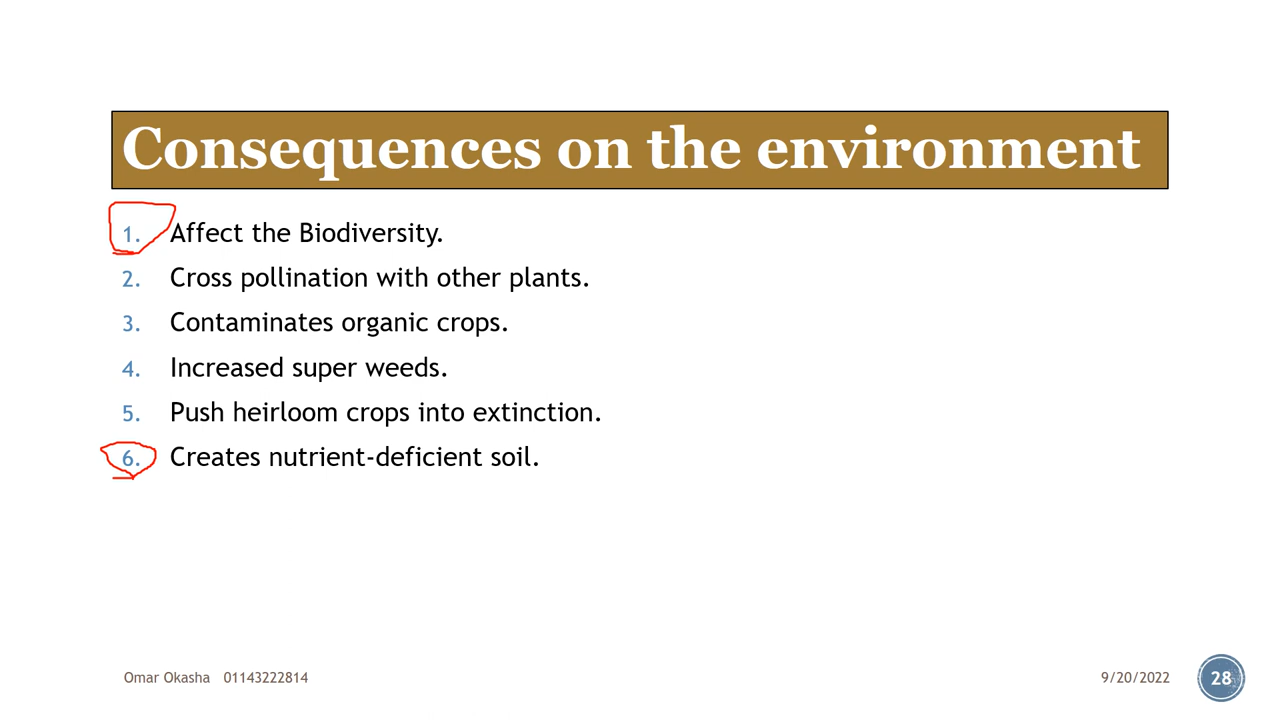 Consequences on the environment
1. Affect the Biodiversity.
2. Cross pollination with other plants.
3. Contaminates organic crops.
4. Increased super weeds.
5. Push heirloom crops into extinction.
6. Creates nutrient-deficient soil.
Omar Okasha 01143222814 9/20/2022 28